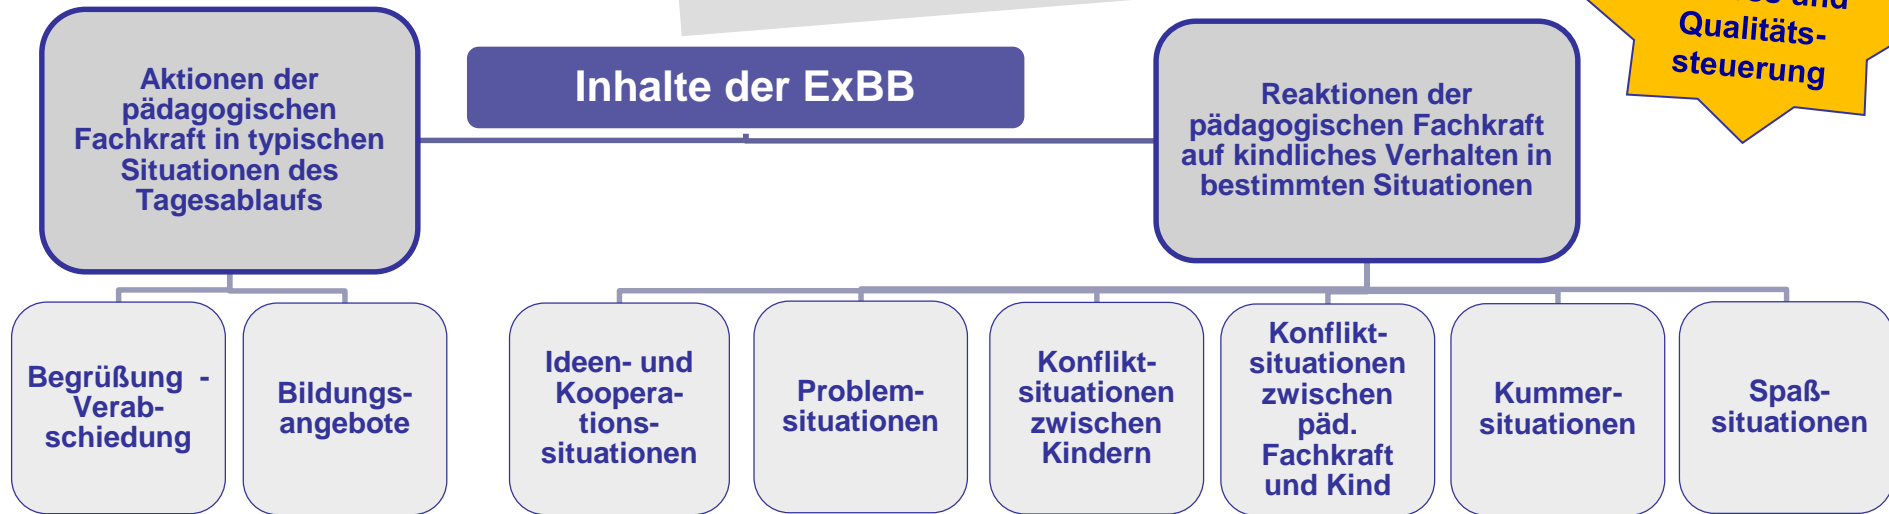 Inhalte der ExBB
und
Qualitäts-
steuerung
Aktionen der
pädagogischen
Fachkraft in typischen
Situationen des
Tagesablaufs
Reaktionen der
pädagogischen Fachkraft
auf kindliches Verhalten in
bestimmten Situationen
Begrüßung -
Verab-
schiedung
Bildungs-
angebote
Ideen- und
Koopera-
tions-
situationen
Problem-
situationen
Konflikt-
situationen
zwischen
Kindern
Konflikt-
situationen
zwischen
päd.
Fachkraft
und Kind
Kummer-
situationen
Spaß-
situationen